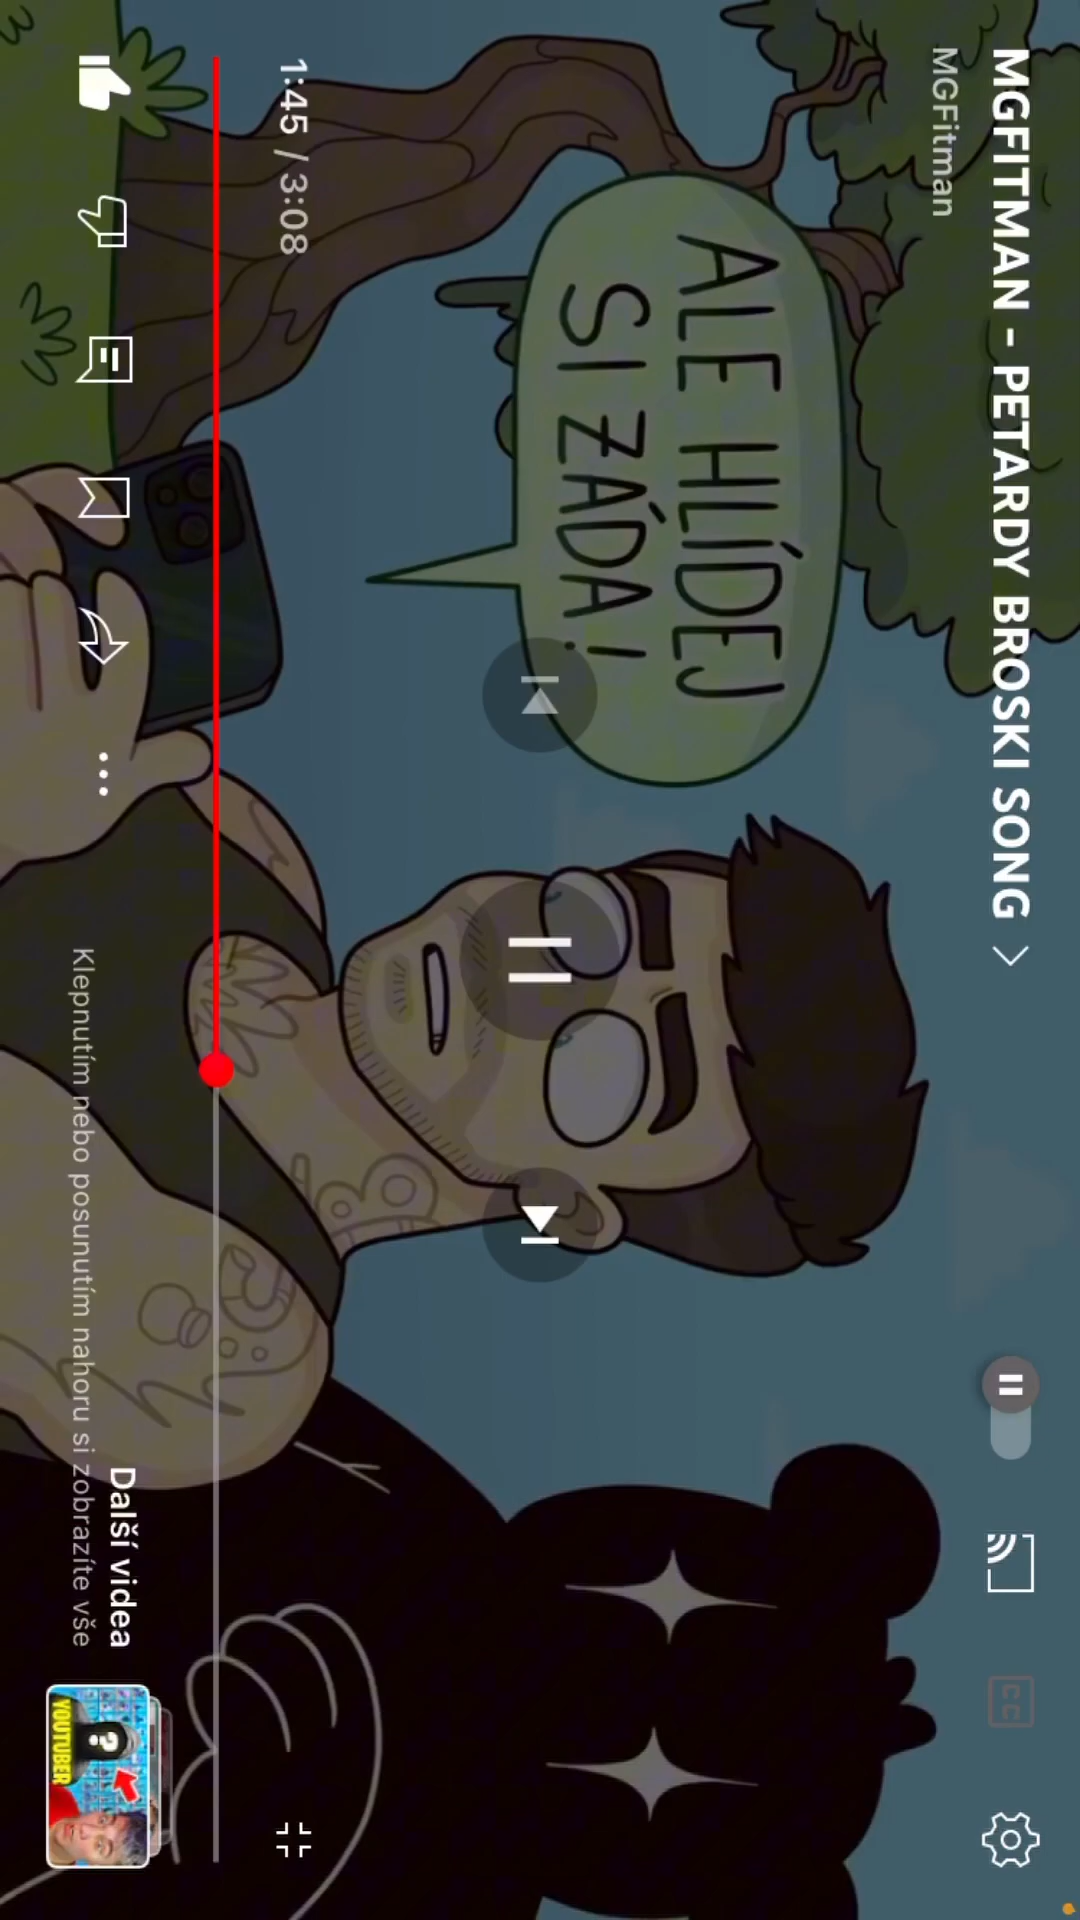 MGFITMAN - PETARDY BROSKI SONG
MGFitman
CC
ALE HLÍDEJ
SI ZÁDA!
1:45 / 3:08
Další videa
Klepnutím nebo posunutím nahoru si zobrazíte vše
?
YOUTUBER